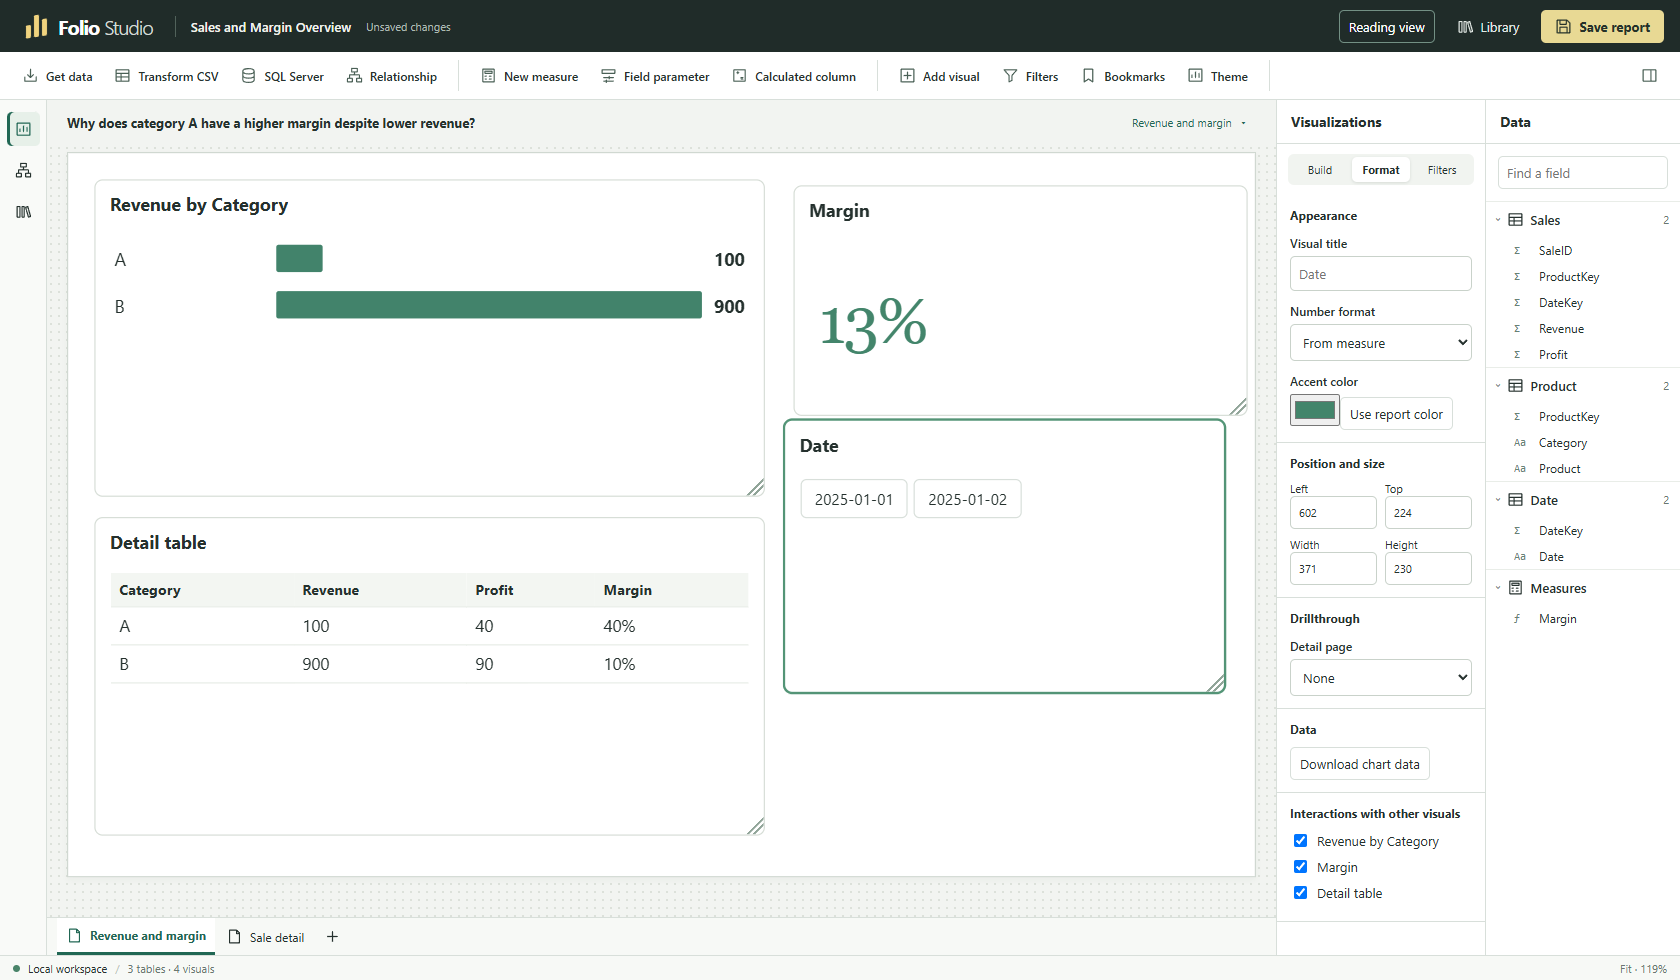 Folio Studio
Sales and Margin Overview
Unsaved changes
Reading view
Library
Save report
Get data
Transform CSV
SQL Server
Relationship
New measure
Field parameter
Calculated column
Add visual
Filters
Bookmarks
Theme
Why does category A have a higher margin despite lower revenue?
Revenue and margin
Revenue by Category
A 100
B 900
Margin
13%
Detail table
Category Revenue Profit Margin
A 100 40 40%
B 900 90 10%
Date
2025-01-01 2025-01-02
Revenue and margin
Sale detail
Local workspace / 3 tables · 4 visuals
Visualizations
Build Format Filters
Appearance
Visual title
Date
Number format
From measure
Accent color
Use report color
Position and size
Left Top
602 224
Width Height
371 230
Drillthrough
Detail page
None
Data
Download chart data
Interactions with other visuals
Revenue by Category
Margin
Detail table
Data
Find a field
Sales 2
Σ SaleID
Σ ProductKey
Σ DateKey
Σ Revenue
Σ Profit
Product 2
Σ ProductKey
Aa Category
Aa Product
Date 2
Σ DateKey
Aa Date
Measures
ƒ Margin
Fit · 119%